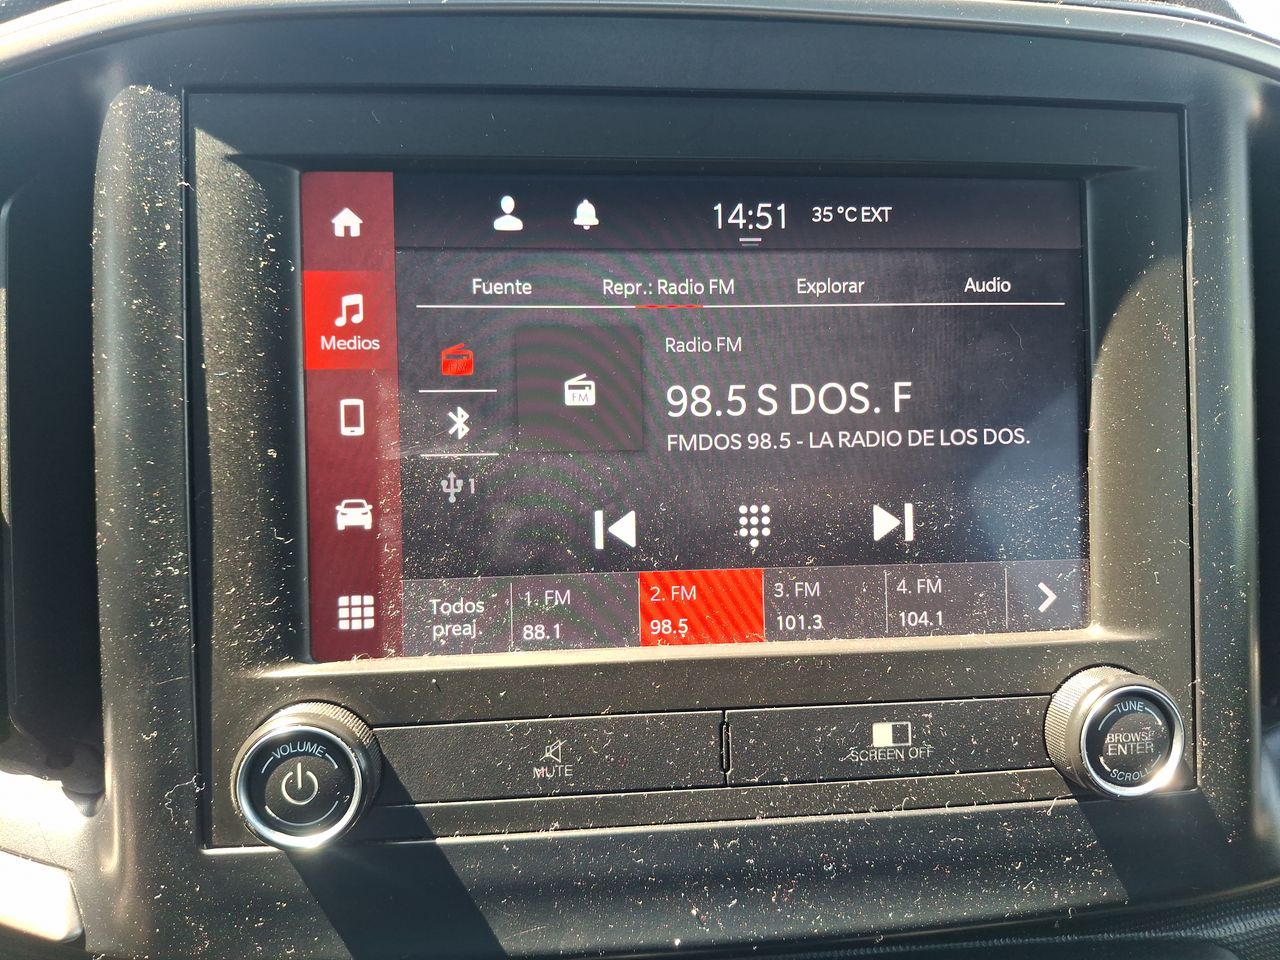 14:51 35 °C EXT
Fuente Repr.: Radio FM Explorar Audio
Medios
Radio FM
FM
FM
98.5 S DOS. F
FMDOS 98.5 - LA RADIO DE LOS DOS.
1
Todos preaj.
1. FM
88.1
2. FM
98.5
3. FM
101.3
4. FM
104.1
VOLUME
MUTE
SCREEN OFF
TUNE
BROWSE
ENTER
SCROLL